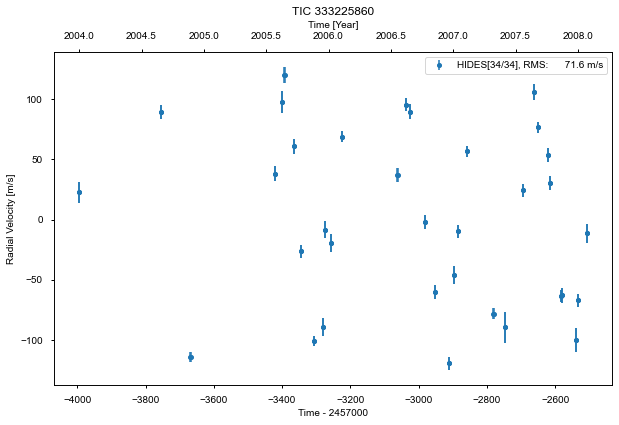 TIC 333225860
Time [Year]
2004.0 2004.5 2005.0 2005.5 2006.0 2006.5 2007.0 2007.5 2008.0
HIDES[34/34], RMS: 71.6 m/s
100
50
0
−50
−100
Radial Velocity [m/s]
−4000 −3800 −3600 −3400 −3200 −3000 −2800 −2600
Time - 2457000